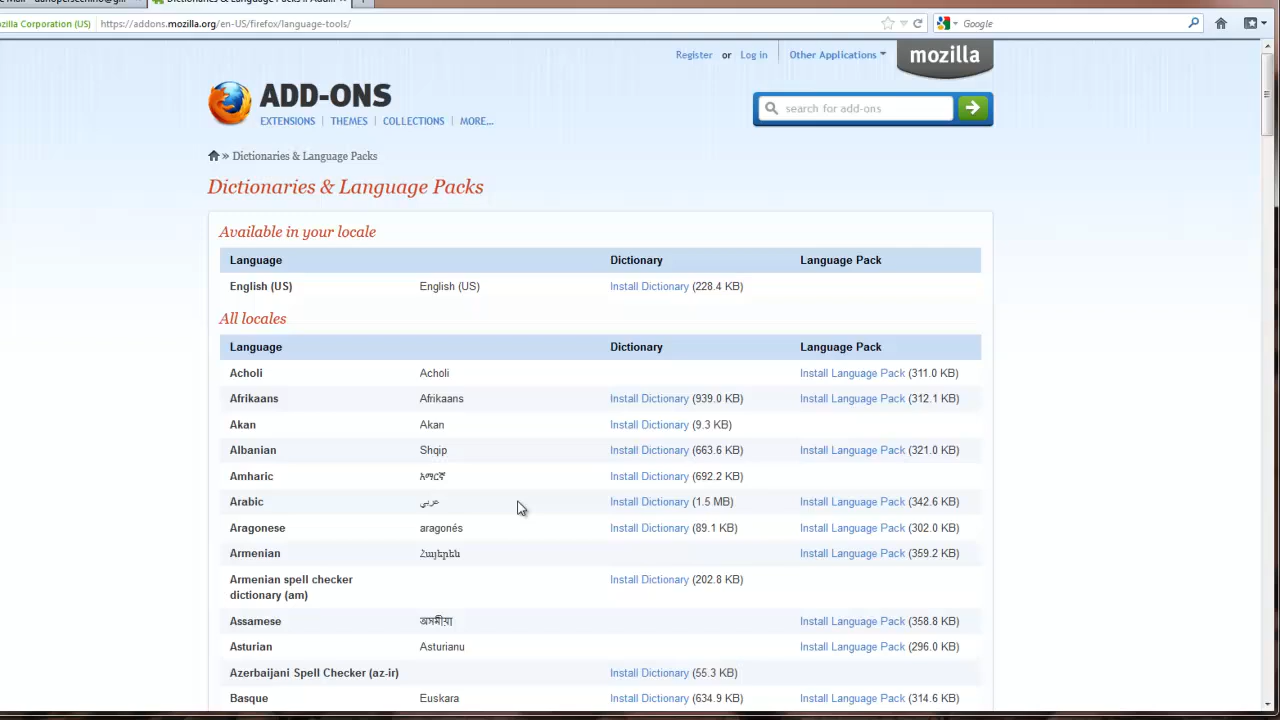 Dictionaries & Language Packs :: Add...
zilla Corporation (US) https://addons.mozilla.org/en-US/firefox/language-tools/ Google
Register or Log in Other Applications mozilla
ADD-ONS
EXTENSIONS | THEMES | COLLECTIONS | MORE...
search for add-ons
» Dictionaries & Language Packs
Dictionaries & Language Packs
Available in your locale
Language Dictionary Language Pack
English (US) English (US) Install Dictionary (228.4 KB)
All locales
Language Dictionary Language Pack
Acholi Acholi Install Language Pack (311.0 KB)
Afrikaans Afrikaans Install Dictionary (939.0 KB) Install Language Pack (312.1 KB)
Akan Akan Install Dictionary (9.3 KB)
Albanian Shqip Install Dictionary (663.6 KB) Install Language Pack (321.0 KB)
Amharic አማርኛ Install Dictionary (692.2 KB)
Arabic عربي Install Dictionary (1.5 MB) Install Language Pack (342.6 KB)
Aragonese aragonés Install Dictionary (89.1 KB) Install Language Pack (302.0 KB)
Armenian Հայերեն Install Language Pack (359.2 KB)
Armenian spell checker
dictionary (am) Install Dictionary (202.8 KB)
Assamese অসমীয়া Install Language Pack (358.8 KB)
Asturian Asturianu Install Language Pack (296.0 KB)
Azerbaijani Spell Checker (az-ir) Install Dictionary (55.3 KB)
Basque Euskara Install Dictionary (634.9 KB) Install Language Pack (314.6 KB)